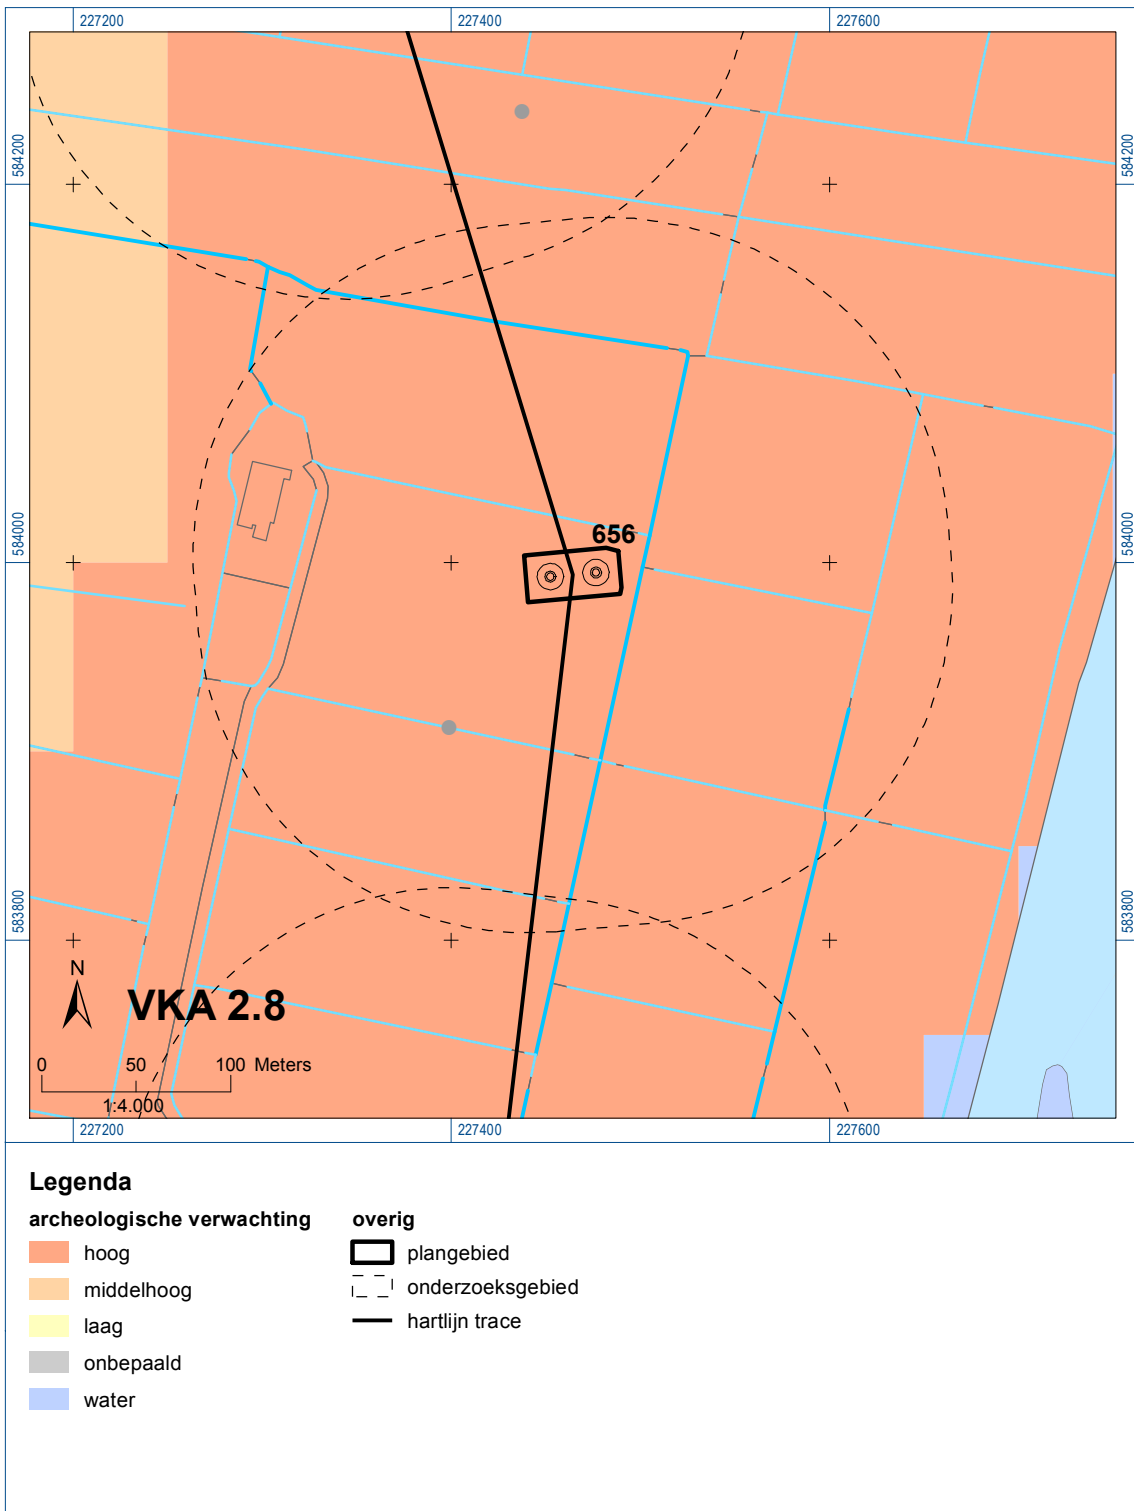 227200 227400 227600
584200 584200
656
584000 584000
583800 583800
N
VKA 2.8
0 50 100 Meters
1:4.000
227200 227400 227600
Legenda
archeologische verwachting overig
hoog plangebied
middelhoog onderzoeksgebied
laag hartlijn trace
onbepaald
water